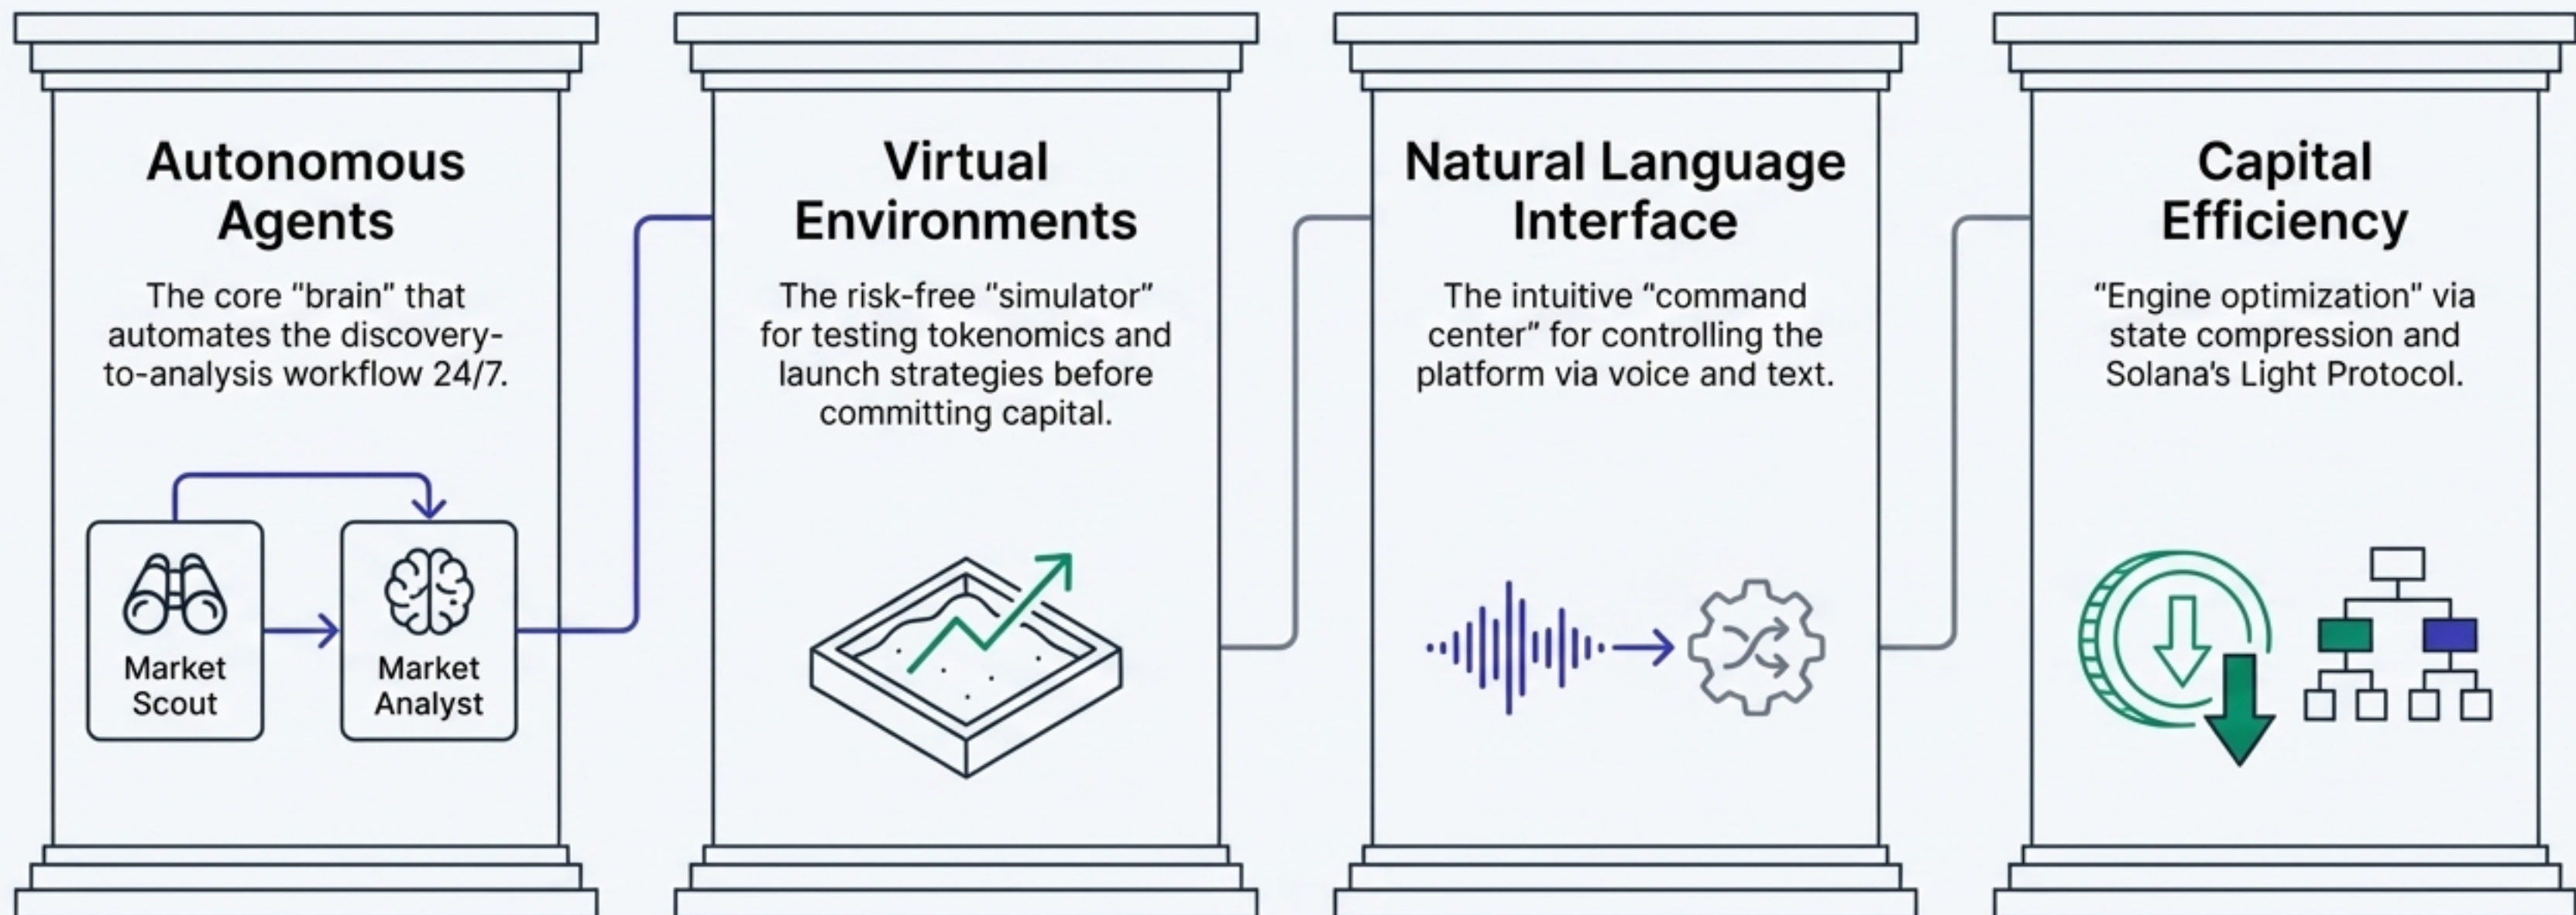 Autonomous
Agents
The core "brain" that
automates the discovery-
to-analysis workflow 24/7.
Market
Scout
Market
Analyst
Virtual
Environments
The risk-free "simulator"
for testing tokenomics and
launch strategies before
committing capital.
Natural Language
Interface
The intuitive "command
center" for controlling the
platform via voice and text.
Capital
Efficiency
"Engine optimization" via
state compression and
Solana's Light Protocol.